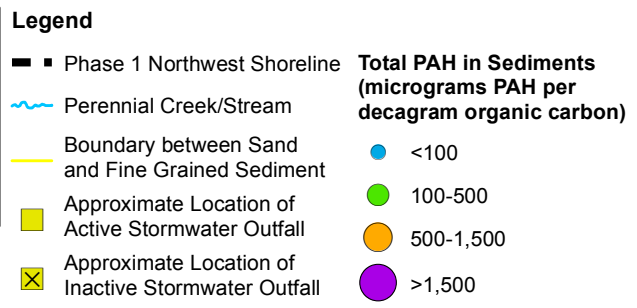 Legend
Phase 1 Northwest Shoreline
Perennial Creek/Stream
Boundary between Sand
and Fine Grained Sediment
Approximate Location of
Active Stormwater Outfall
Approximate Location of
Inactive Stormwater Outfall
Total PAH in Sediments
(micrograms PAH per
decagram organic carbon)
<100
100-500
500-1,500
>1,500